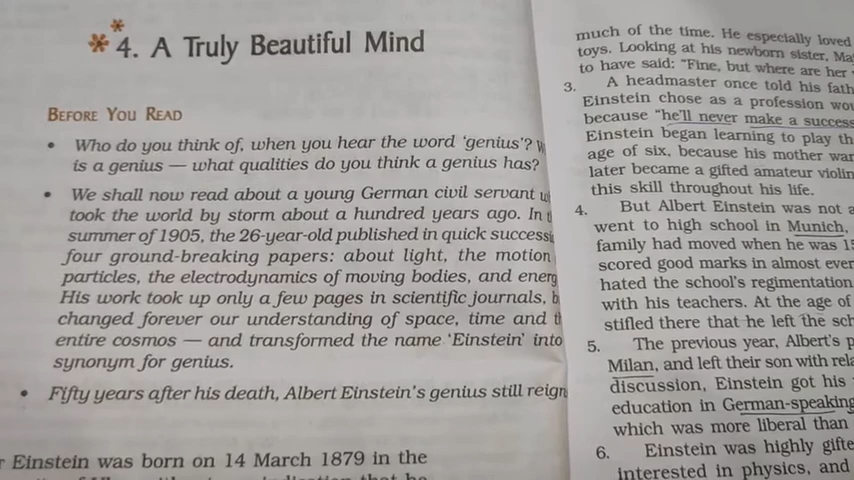 4. A Truly Beautiful Mind
BEFORE YOU READ
• Who do you think of, when you hear the word 'genius'?
is a genius — what qualities do you think a genius has?
• We shall now read about a young German civil servant
took the world by storm about a hundred years ago. In
summer of 1905, the 26-year-old published in quick
four ground-breaking papers: about light, the motion
particles, the electrodynamics of moving bodies, and
His work took up only a few pages in scientific journals,
changed forever our understanding of space, time and
entire cosmos — and transformed the name 'Einstein' into
synonym for genius.
• Fifty years after his death, Albert Einstein's genius still
Einstein was born on 14 March 1879 in the
much of the time. He especially loved
toys. Looking at his newborn sister,
to have said: "Fine, but where are her
3. A headmaster once told his
Einstein chose as a profession
because "he'll never make a success
Einstein began learning to play
age of six, because his mother
later became a gifted amateur
this skill throughout his life.
4. But Albert Einstein was not
went to high school in Munich,
family had moved when he was
scored good marks in almost
hated the school's regimentation
with his teachers. At the age of
stifled there that he left the
5. The previous year, Albert's
Milan, and left their son with
discussion, Einstein got his
education in German-speaking
which was more liberal than
6. Einstein was highly
interested in physics, and